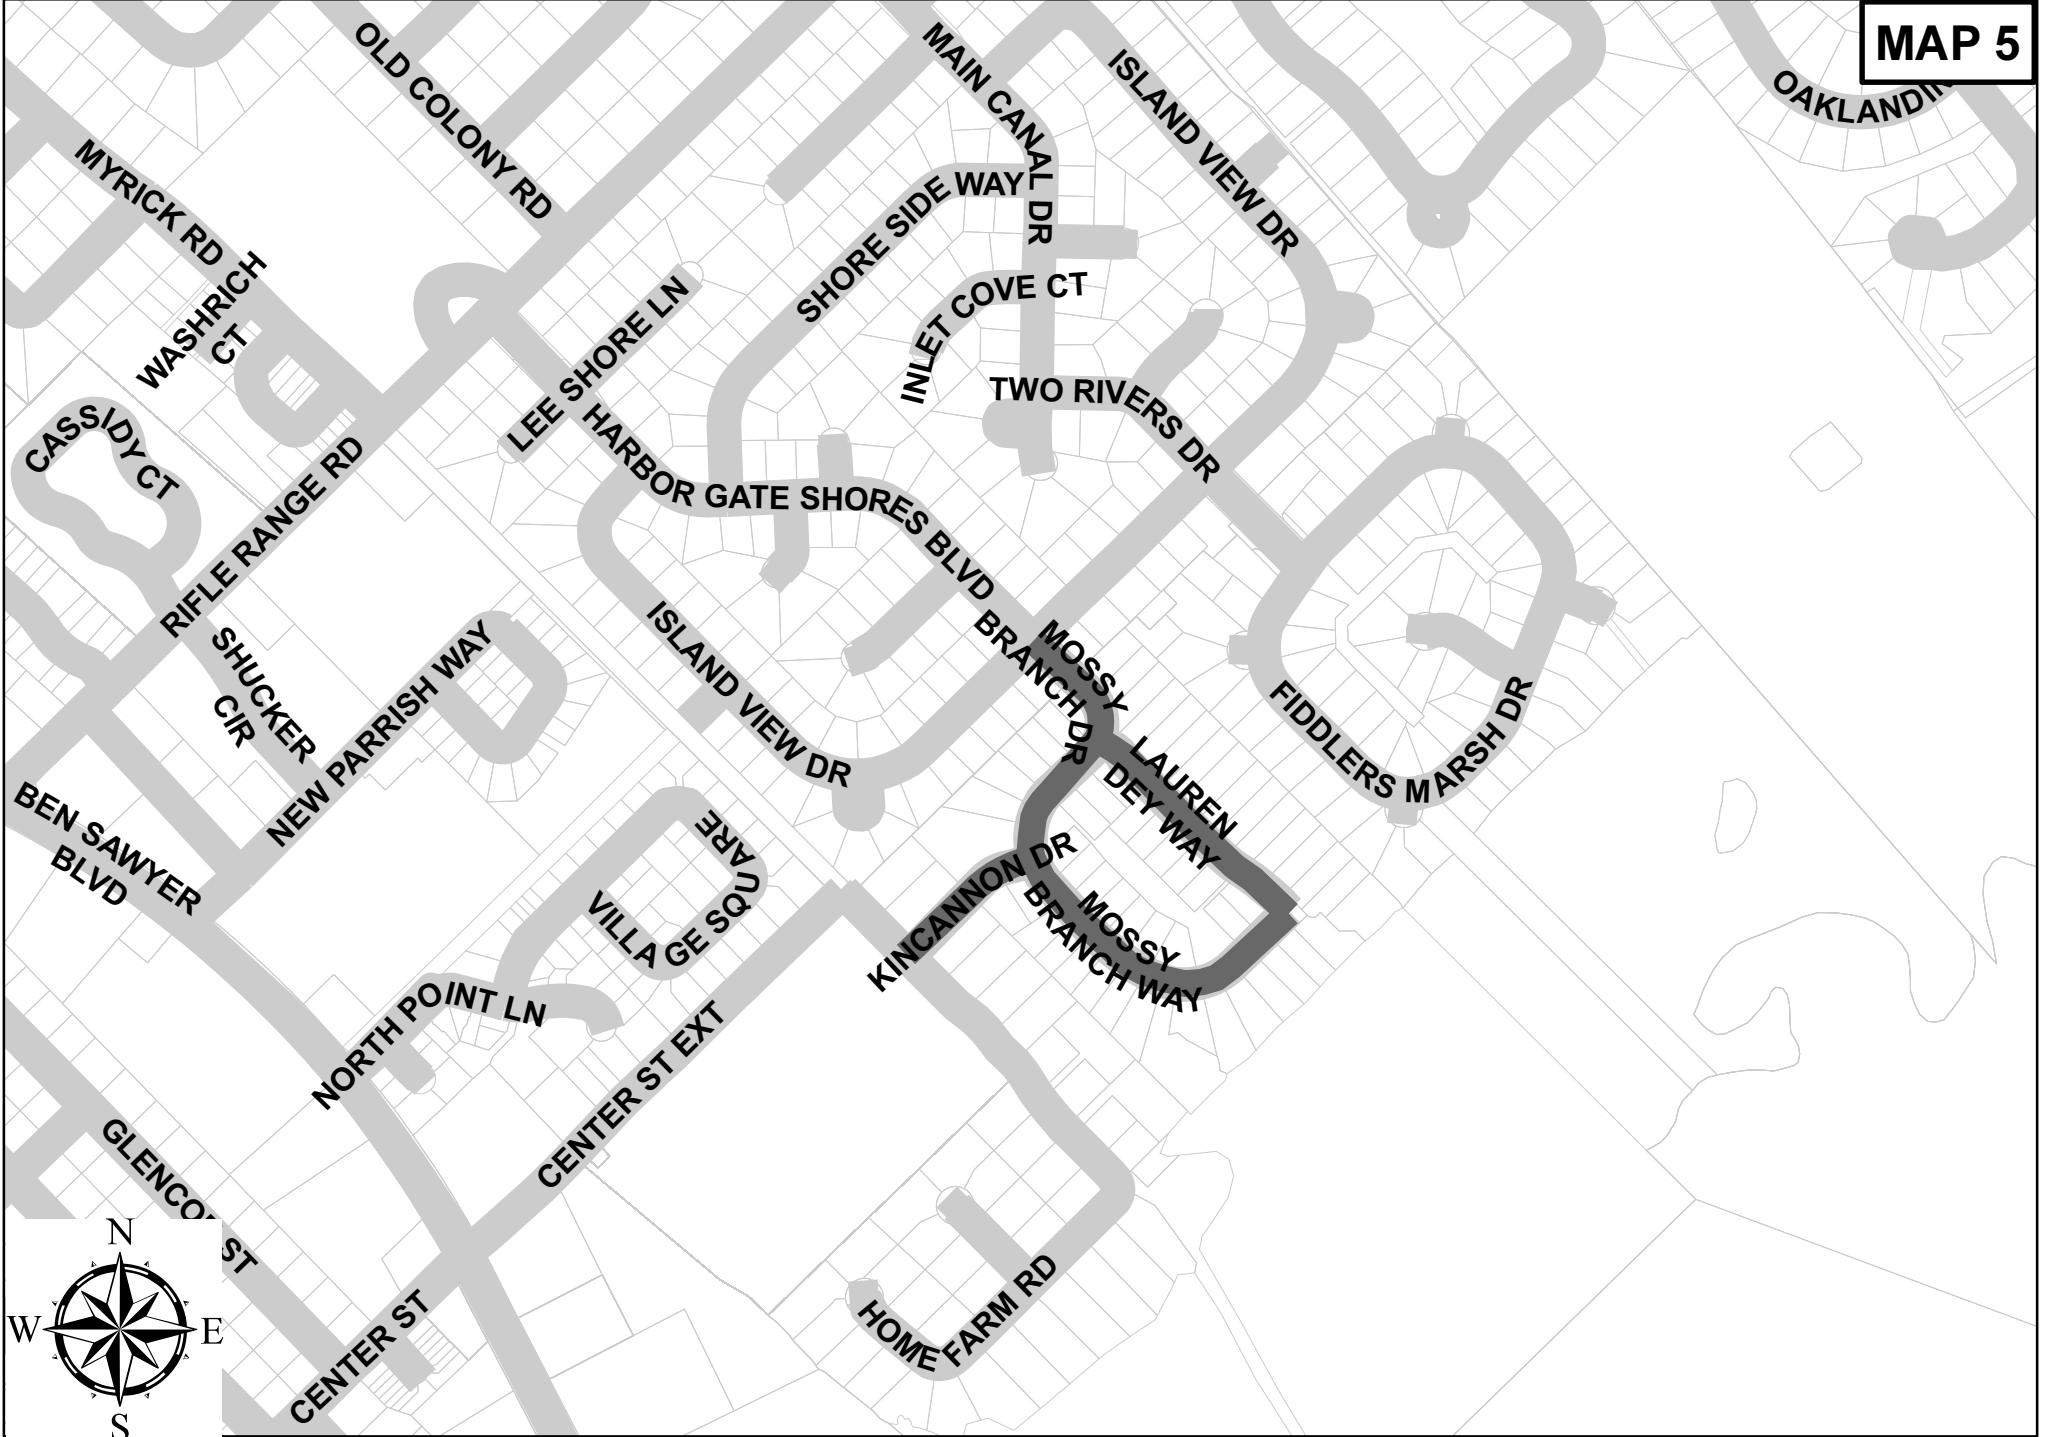 MAP 5
OLD COLONY RD
MAIN CANAL DR
ISLAND VIEW DR
MYRICK RD
SHORE SIDE WAY
WASHRICH
CT
LEE SHORE LN
INLET COVE CT
TWO RIVERS DR
CASSIDY CT
RIFLE RANGE RD
HARBOR GATE SHORES BLVD
ISLAND VIEW DR
SHUCKER
CIR
NEW PARRISH WAY
MOSSY
BRANCH DR
LAUREN
DEY WAY
FIDDLERS MARSH DR
BEN SAWYER
BLVD
VILLAGE SQUARE
KINCANNON DR
MOSSY
BRANCH WAY
NORTH POINT LN
CENTER ST EXT
ST
HOME FARM RD
CENTER ST
N
W
E
S